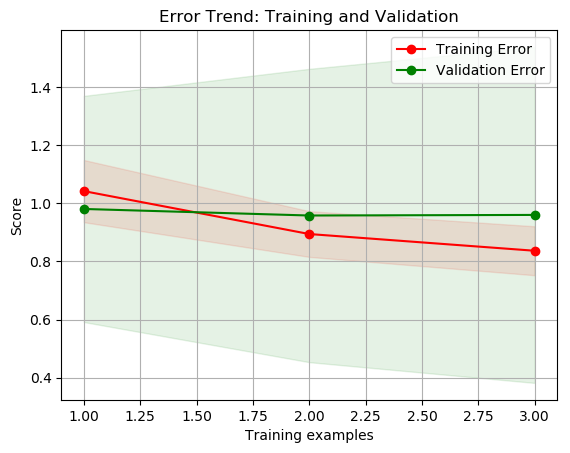 Error Trend: Training and Validation
Training Error
Validation Error
1.4
1.2
1.0
0.8
0.6
0.4
Score
1.00 1.25 1.50 1.75 2.00 2.25 2.50 2.75 3.00
Training examples